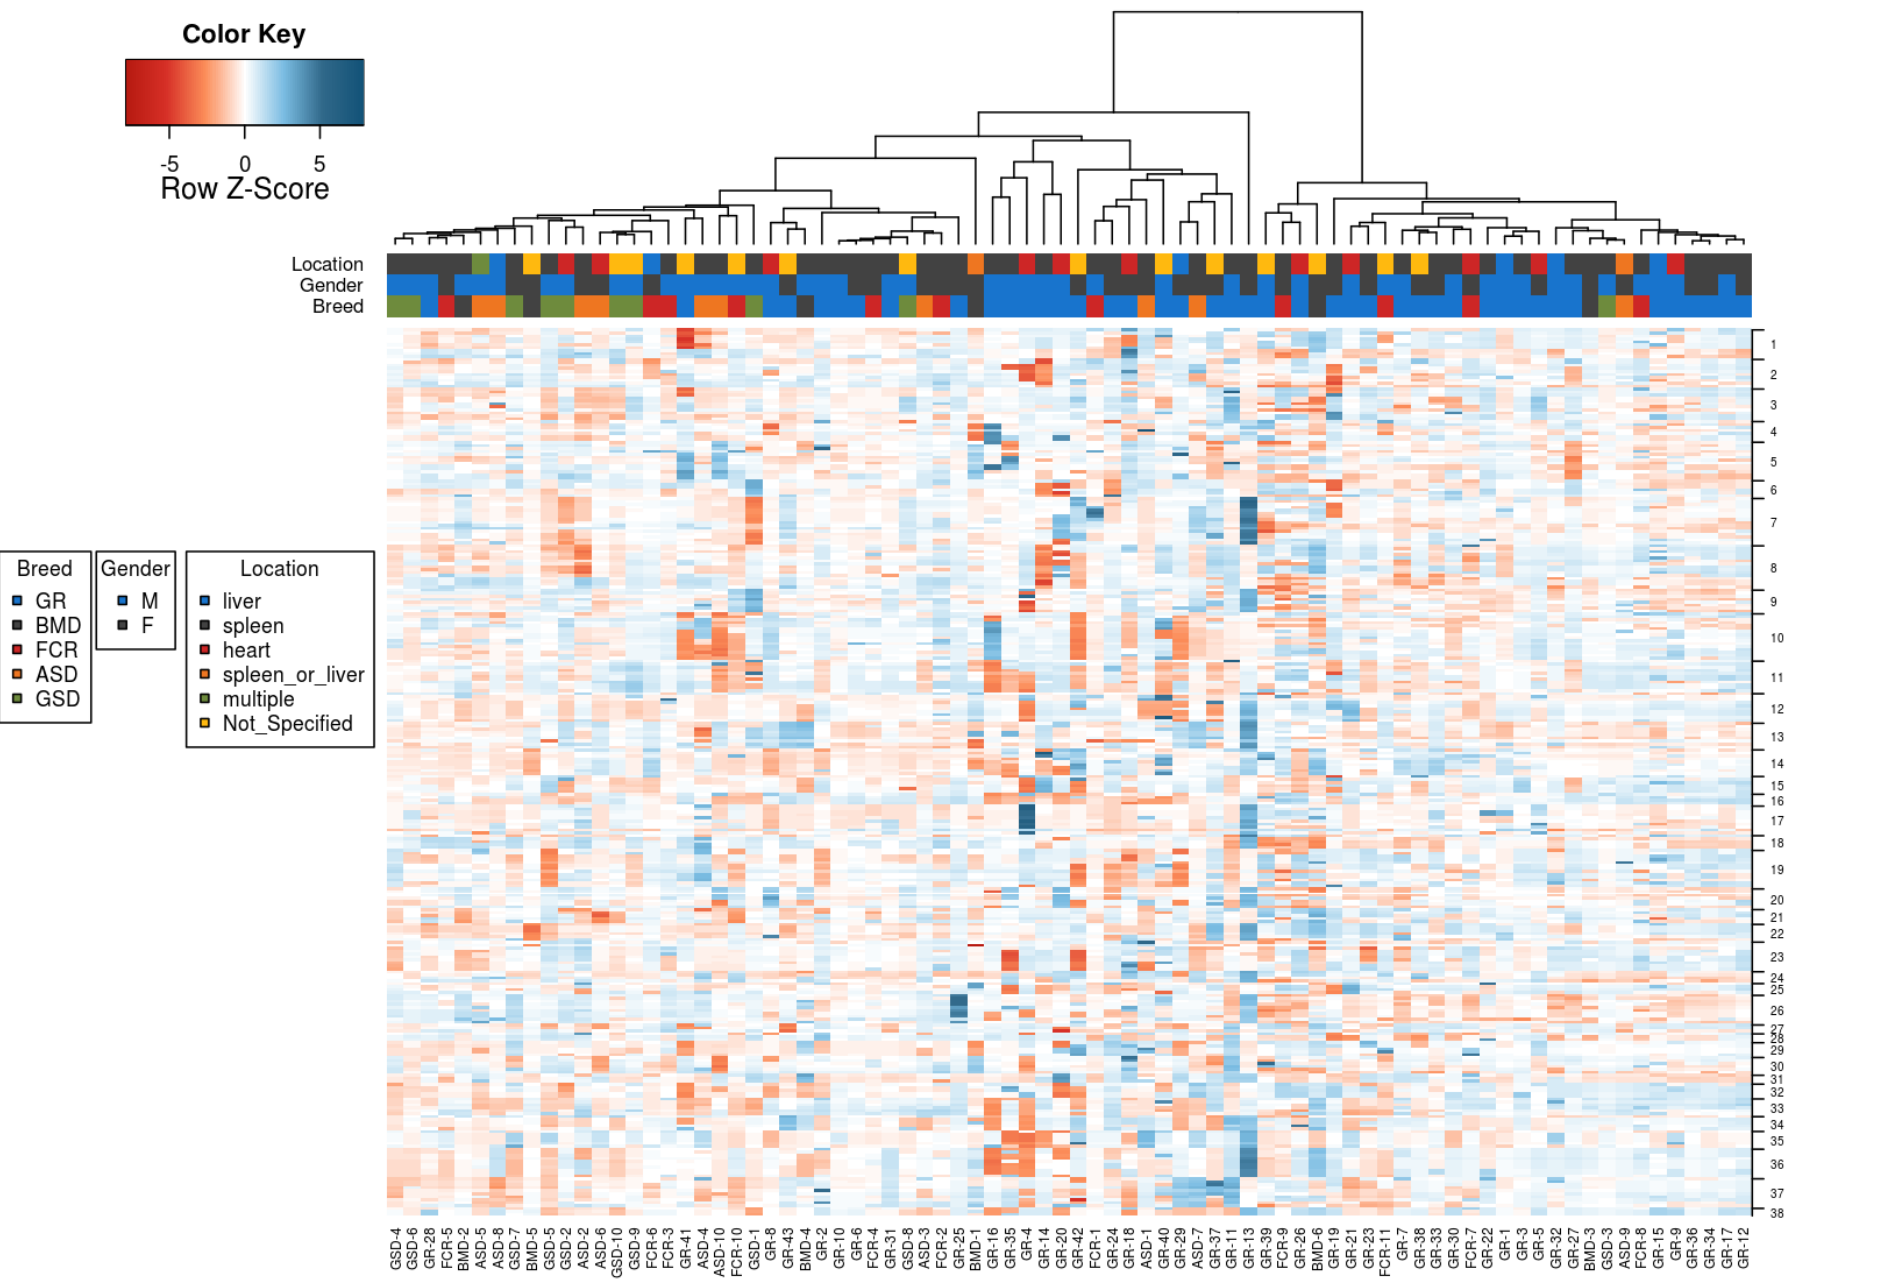 Color Key
-5 0 5
Row Z-Score
Location
Gender
Breed
1
2
3
4
5
6
7
8
9
10
11
12
13
14
15
16
17
18
19
20
21
22
23
24
25
26
27
28
29
30
31
32
33
34
35
36
37
38
Breed
GR
BMD
FCR
ASD
GSD
Gender
M
F
Location
liver
spleen
heart
spleen_or_liver
multiple
Not_Specified
GSD-4
GSD-6
GR-28
FCR-5
BMD-2
ASD-5
ASD-8
GSD-7
BMD-5
GSD-5
GSD-2
ASD-2
ASD-6
GSD-10
GSD-9
FCR-6
FCR-3
GR-41
ASD-4
ASD-10
FCR-10
GSD-1
GR-8
GR-43
BMD-4
GR-2
GR-10
GR-6
FCR-4
GR-31
GSD-8
ASD-3
FCR-2
GR-25
BMD-1
GR-16
GR-35
GR-4
GR-14
GR-20
GR-42
FCR-1
GR-24
GR-18
ASD-1
GR-40
GR-29
ASD-7
GR-37
GR-11
GR-13
GR-39
FCR-9
GR-26
BMD-6
GR-19
GR-21
GR-23
FCR-11
GR-7
GR-38
GR-33
GR-30
FCR-7
GR-22
GR-1
GR-3
GR-5
GR-32
GR-27
BMD-3
GSD-3
ASD-9
FCR-8
GR-15
GR-9
GR-36
GR-34
GR-17
GR-12